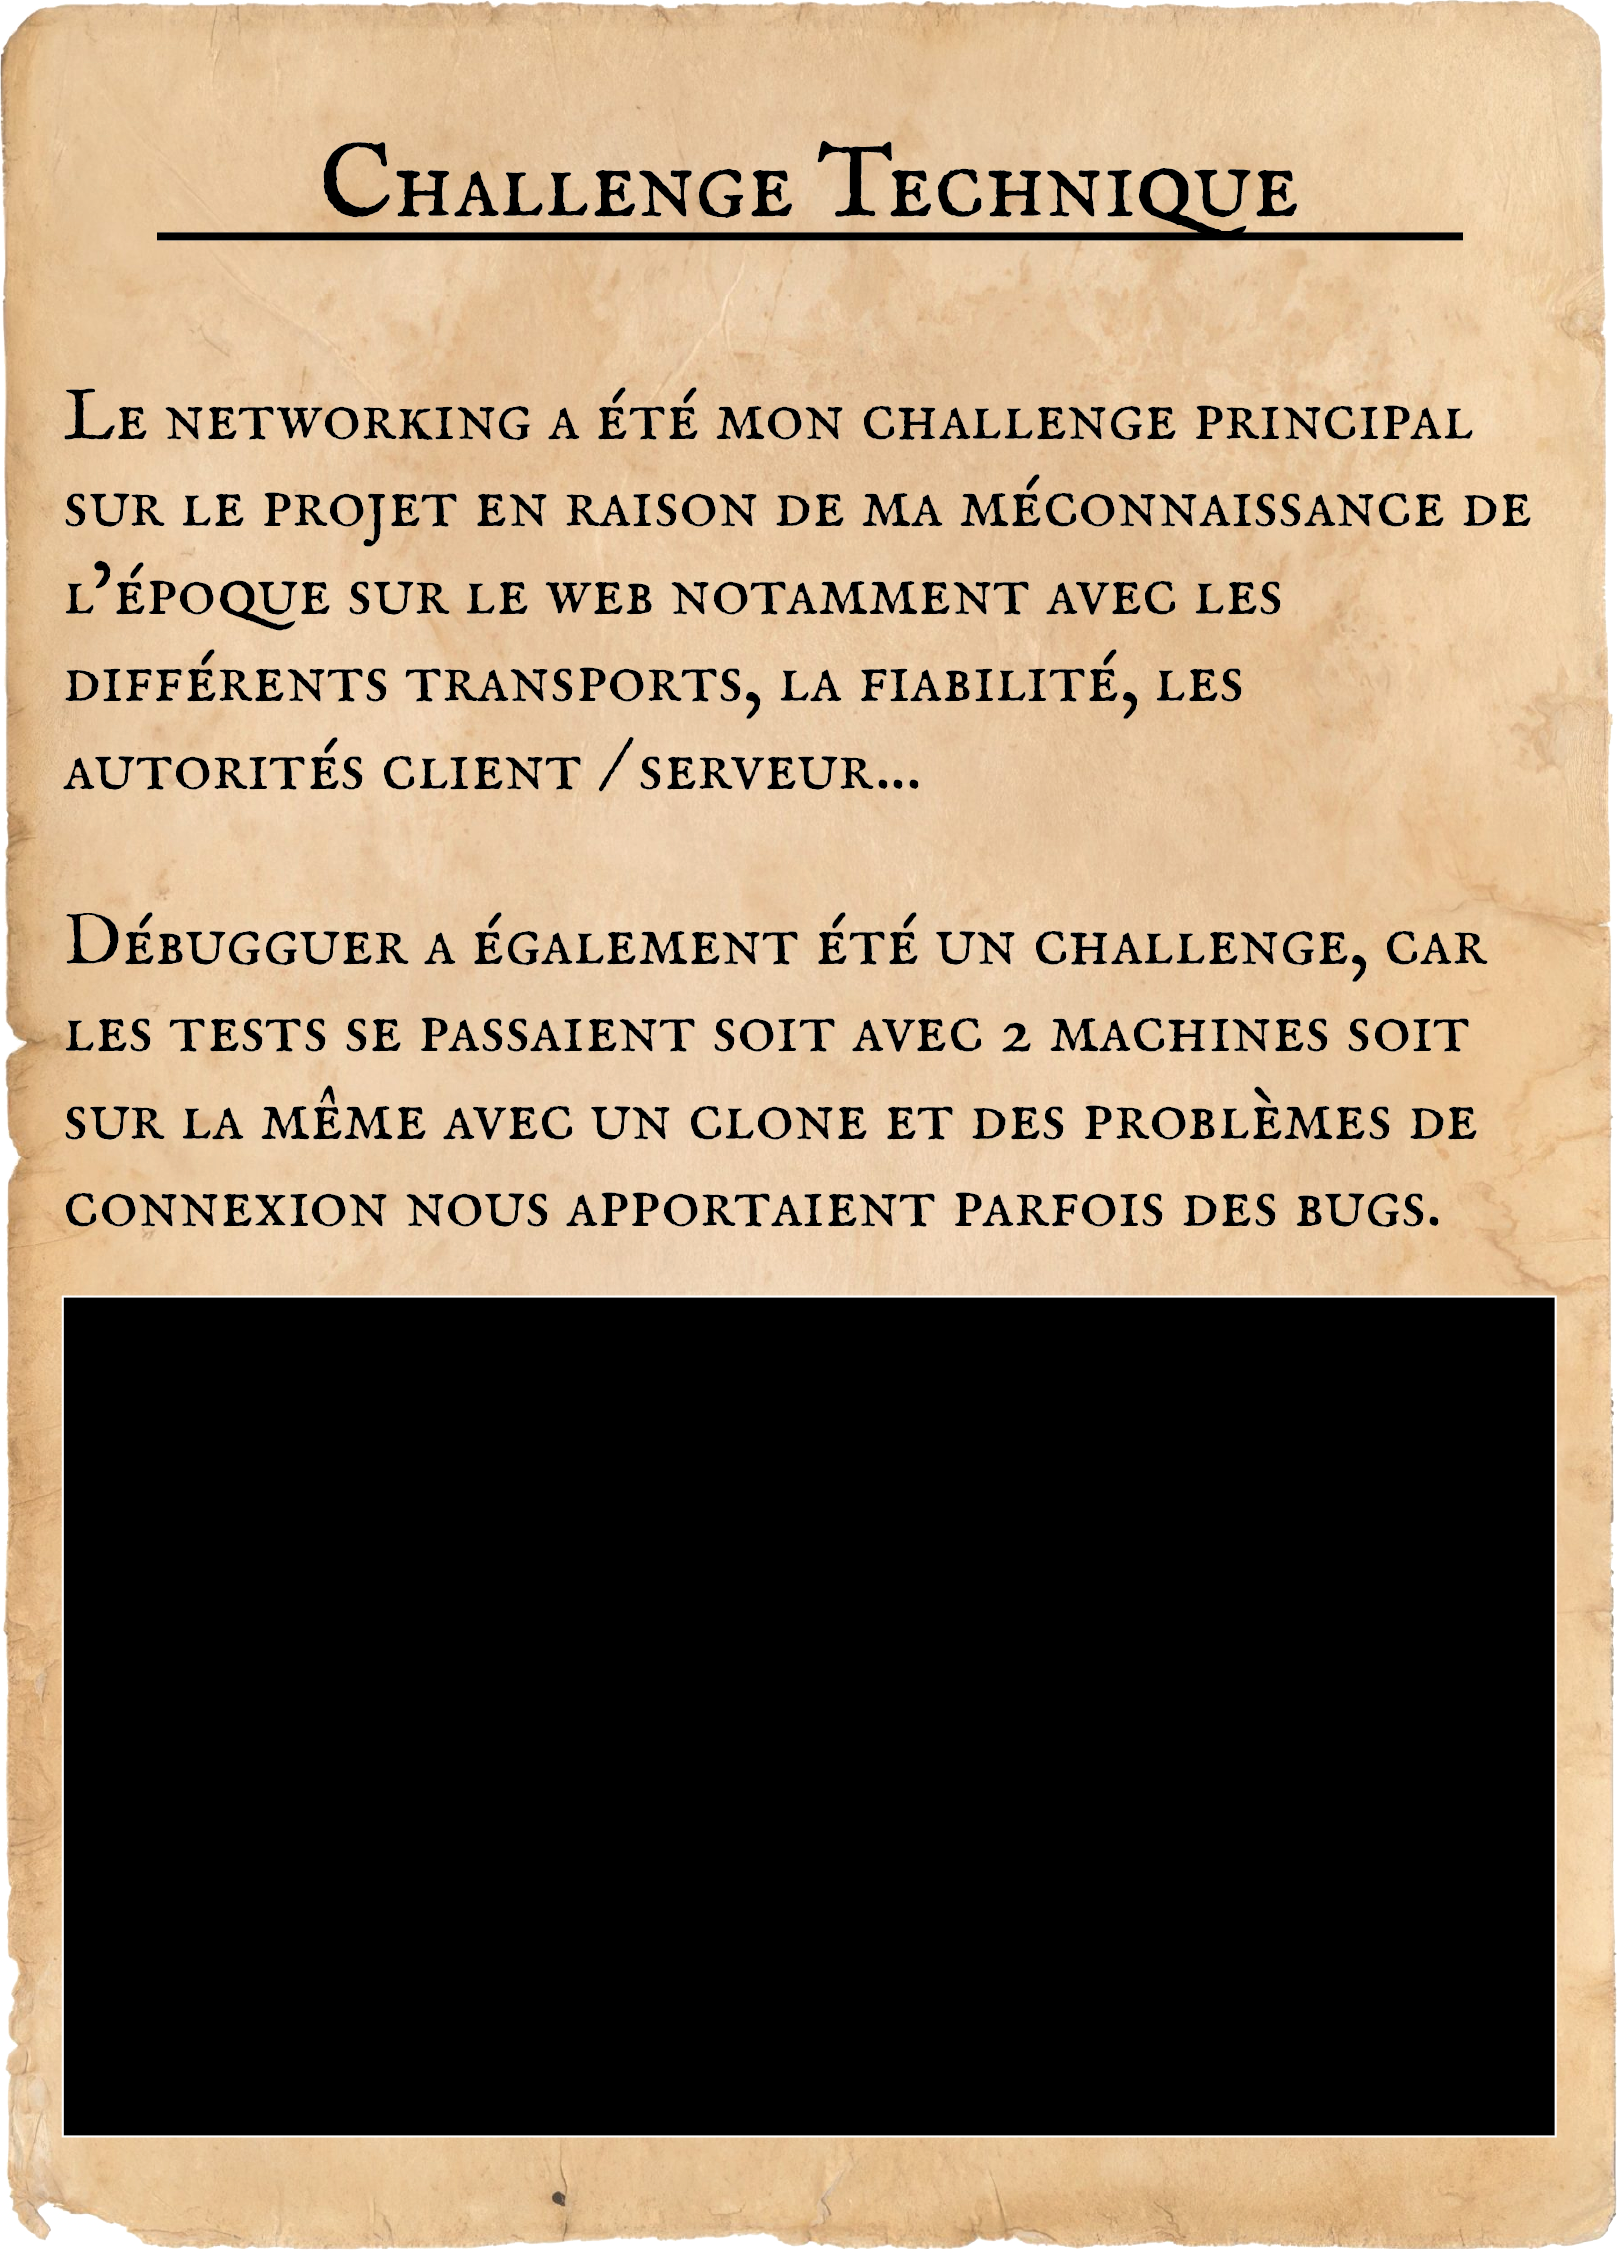 Challenge Technique
Le networking a été mon challenge principal
sur le projet en raison de ma méconnaissance de
l'époque sur le web notamment avec les
différents transports, la fiabilité, les
autorités client / serveur...
Débugguer a également été un challenge, car
les tests se passaient soit avec 2 machines soit
sur la même avec un clone et des problèmes de
connexion nous apportaient parfois des bugs.